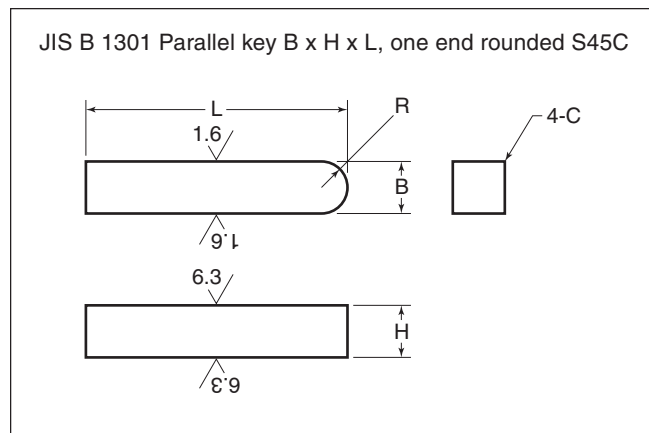 JIS B 1301 Parallel key B x H x L, one end rounded S45C
L
R
4-C
1.6
B
1.6
6.3
H
6.3